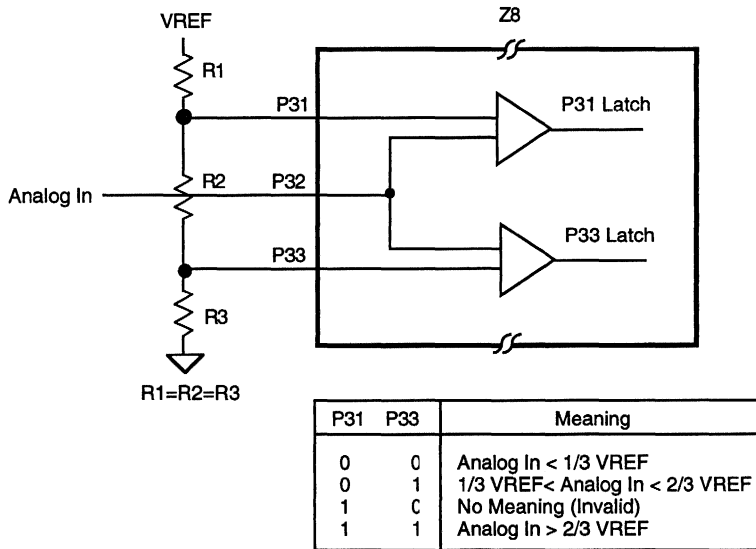 Z8
VREF
R1
P31
P31 Latch
Analog In
R2
P32
P33 Latch
P33
R3
R1=R2=R3
P31 P33 Meaning
0 0 Analog In < 1/3 VREF
0 1 1/3 VREF< Analog In < 2/3 VREF
1 0 No Meaning (Invalid)
1 1 Analog In > 2/3 VREF